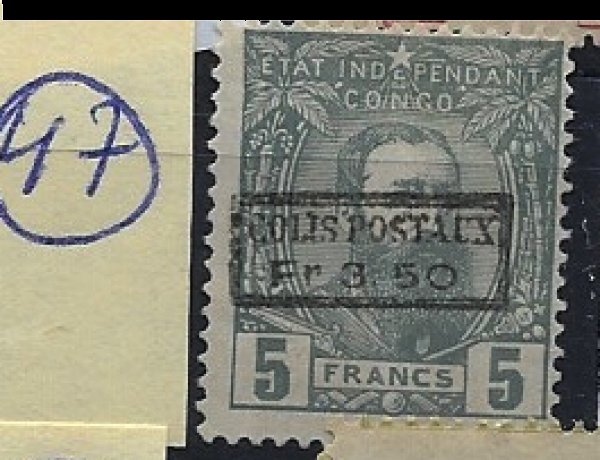 47
ETAT INDEPENDANT
CONGO
COLIS POSTAUX
Fr 3.50
5 FRANCS 5